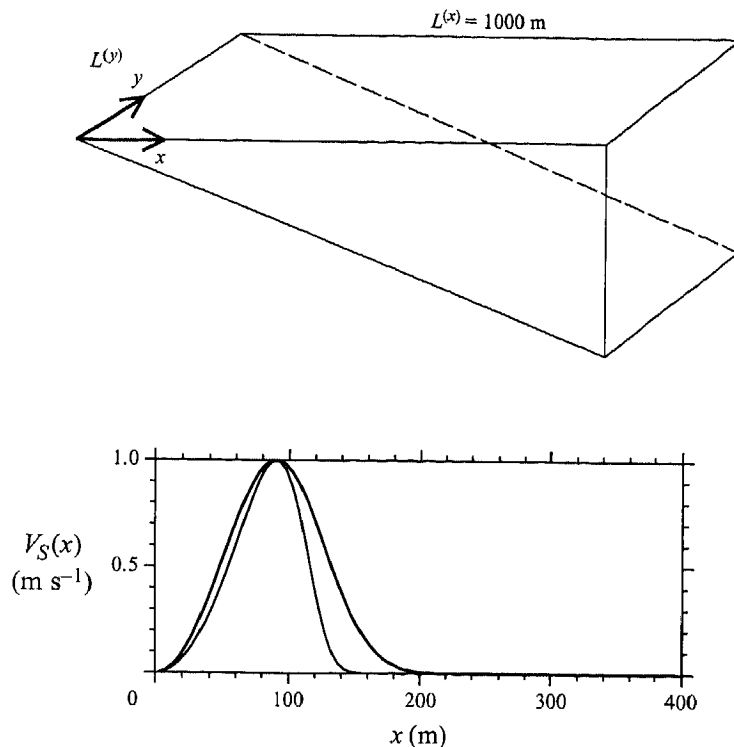 L^(x) = 1000 m
L^(y)
y
x
1.0
V_S(x)
0.5
(m s⁻¹)
0 100 200 300 400
x (m)